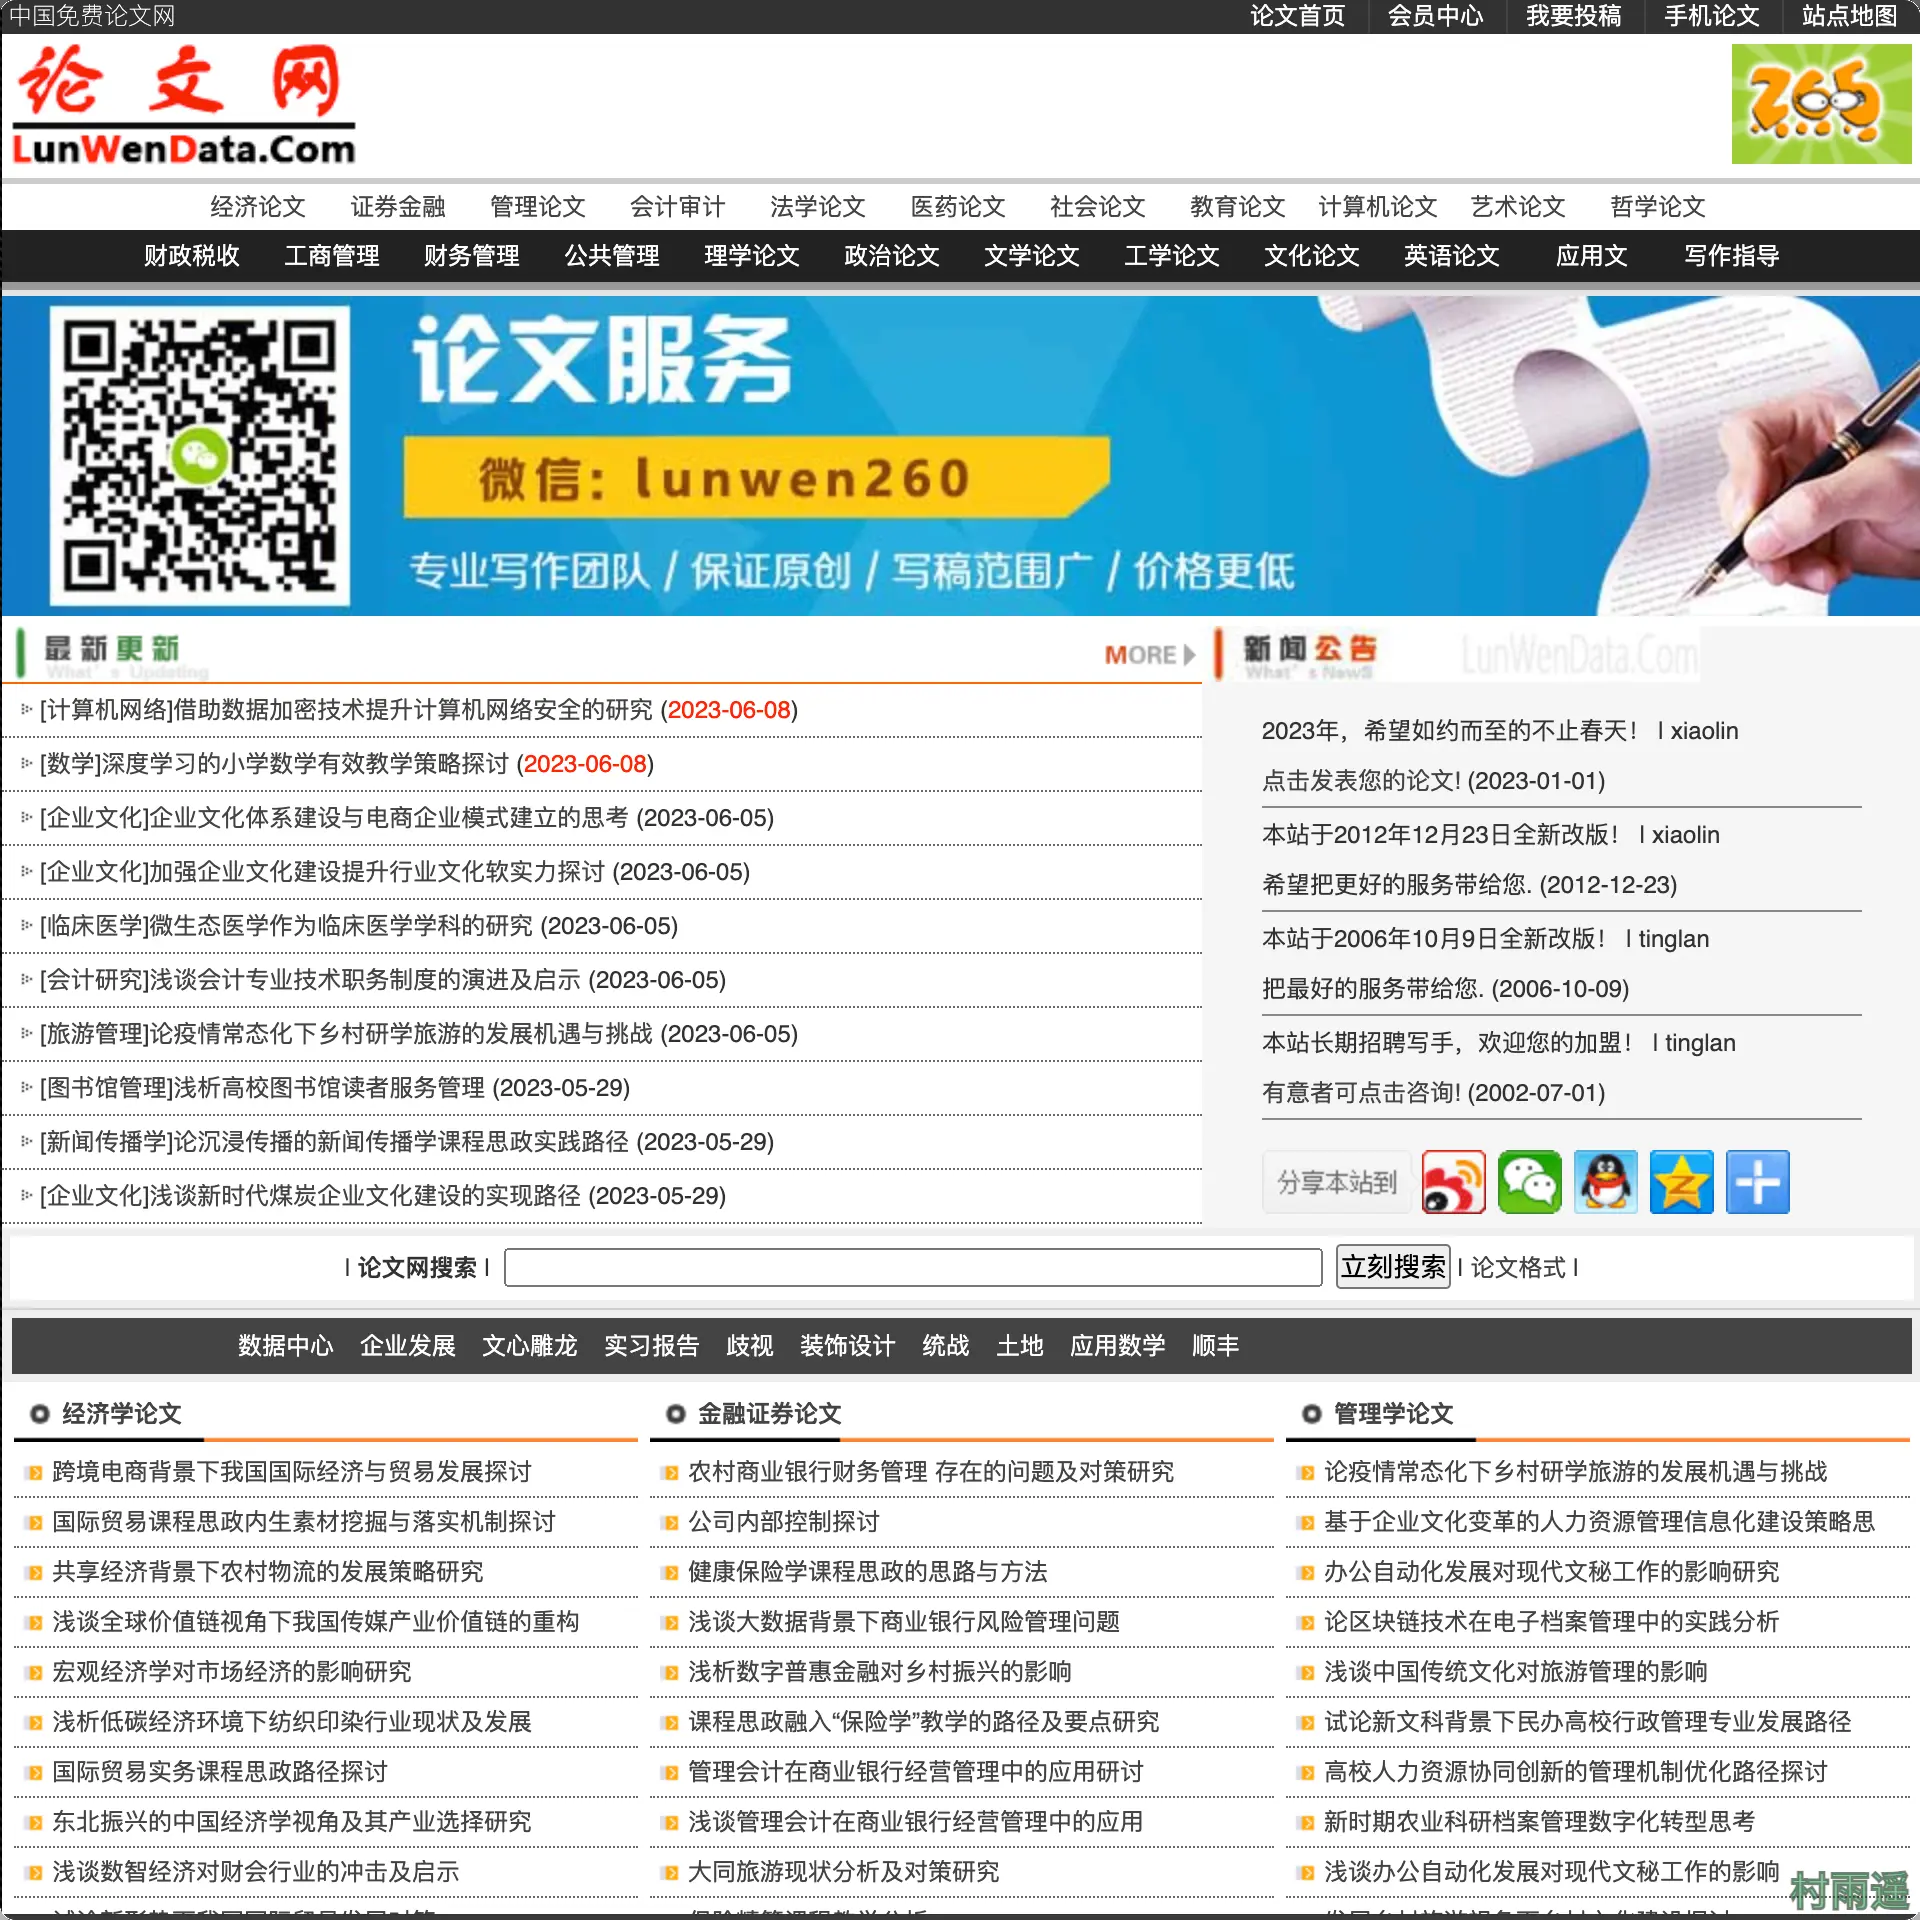 中国免费论文网
论文首页 会员中心 我要投稿 手机论文 站点地图
论文网
LunWenData.Com
265
经济论文 证券金融 管理论文 会计审计 法学论文 医药论文 社会论文 教育论文 计算机论文 艺术论文 哲学论文
财政税收 工商管理 财务管理 公共管理 理学论文 政治论文 文学论文 工学论文 文化论文 英语论文 应用文 写作指导
论文服务
微信：lunwen260
专业写作团队 / 保证原创 / 写稿范围广 / 价格更低
最新更新
What's Updating
MORE
[计算机网络]借助数据加密技术提升计算机网络安全的研究 (2023-06-08)
[数学]深度学习的小学数学有效教学策略探讨 (2023-06-08)
[企业文化]企业文化体系建设与电商企业模式建立的思考 (2023-06-05)
[企业文化]加强企业文化建设提升行业文化软实力探讨 (2023-06-05)
[临床医学]微生态医学作为临床医学学科的研究 (2023-06-05)
[会计研究]浅谈会计专业技术职务制度的演进及启示 (2023-06-05)
[旅游管理]论疫情常态化下乡村研学旅游的发展机遇与挑战 (2023-06-05)
[图书馆管理]浅析高校图书馆读者服务管理 (2023-05-29)
[新闻传播学]论沉浸传播的新闻传播学课程思政实践路径 (2023-05-29)
[企业文化]浅谈新时代煤炭企业文化建设的实现路径 (2023-05-29)
新闻公告
What's NewS
LunWenData.Com
2023年，希望如约而至的不止春天！ | xiaolin
点击发表您的论文! (2023-01-01)
本站于2012年12月23日全新改版！ | xiaolin
希望把更好的服务带给您. (2012-12-23)
本站于2006年10月9日全新改版！ | tinglan
把最好的服务带给您. (2006-10-09)
本站长期招聘写手，欢迎您的加盟！ | tinglan
有意者可点击咨询! (2002-07-01)
分享本站到
| 论文网搜索 | 立刻搜索 | 论文格式 |
数据中心 企业发展 文心雕龙 实习报告 歧视 装饰设计 统战 土地 应用数学 顺丰
经济学论文
跨境电商背景下我国国际经济与贸易发展探讨
国际贸易课程思政内生素材挖掘与落实机制探讨
共享经济背景下农村物流的发展策略研究
浅谈全球价值链视角下我国传媒产业价值链的重构
宏观经济学对市场经济的影响研究
浅析低碳经济环境下纺织印染行业现状及发展
国际贸易实务课程思政路径探讨
东北振兴的中国经济学视角及其产业选择研究
浅谈数智经济对财会行业的冲击及启示
金融证券论文
农村商业银行财务管理 存在的问题及对策研究
公司内部控制探讨
健康保险学课程思政的思路与方法
浅谈大数据背景下商业银行风险管理问题
浅析数字普惠金融对乡村振兴的影响
课程思政融入“保险学”教学的路径及要点研究
管理会计在商业银行经营管理中的应用研讨
浅谈管理会计在商业银行经营管理中的应用
大同旅游现状分析及对策研究
管理学论文
论疫情常态化下乡村研学旅游的发展机遇与挑战
基于企业文化变革的人力资源管理信息化建设策略思
办公自动化发展对现代文秘工作的影响研究
论区块链技术在电子档案管理中的实践分析
浅谈中国传统文化对旅游管理的影响
试论新文科背景下民办高校行政管理专业发展路径
高校人力资源协同创新的管理机制优化路径探讨
新时期农业科研档案管理数字化转型思考
浅谈办公自动化发展对现代文秘工作的影响
村雨遥